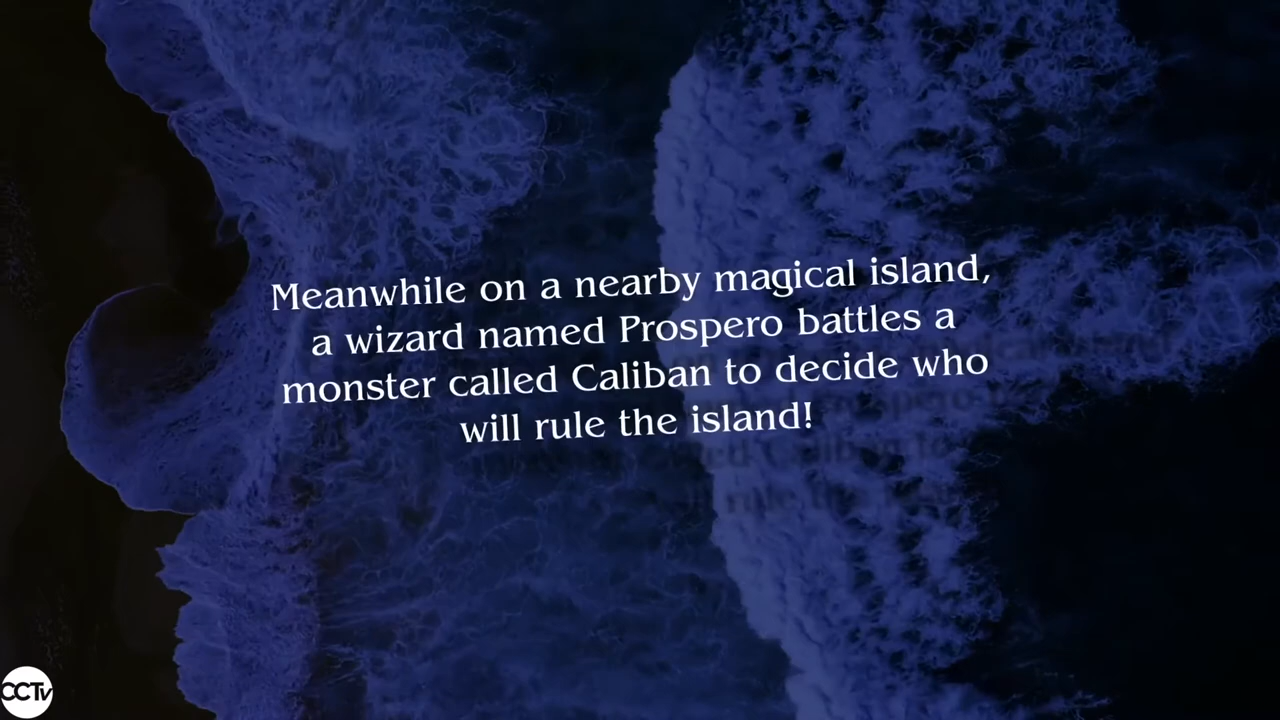 Meanwhile on a nearby magical island,
a wizard named Prospero battles a
monster called Caliban to decide who
will rule the island!
CCTv